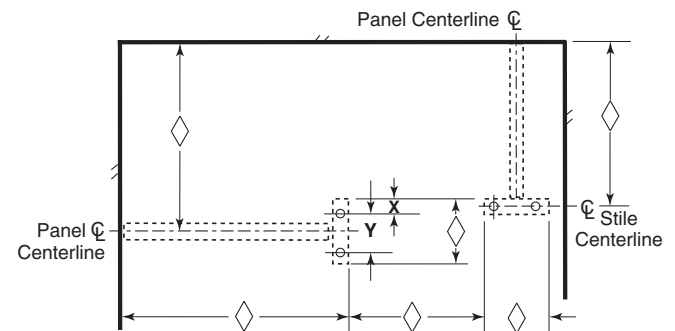 Panel Centerline ℄
X
Y
℄ Stile
Centerline
Panel ℄
Centerline